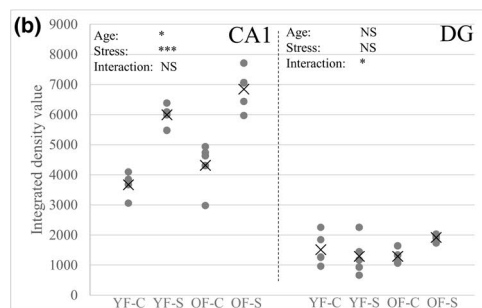 (b)
9000
8000
7000
6000
5000
4000
3000
2000
1000
0
Integrated density value
Age: *
Stress: ***
Interaction: NS
CA1
Age: NS
Stress: NS
Interaction: *
DG
YF-C YF-S OF-C OF-S YF-C YF-S OF-C OF-S